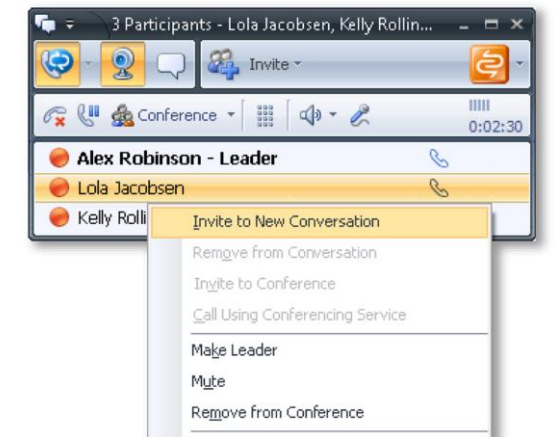 3 Participants - Lola Jacobsen, Kelly Rollin...
Invite
Conference
0:02:30
Alex Robinson - Leader
Lola Jacobsen
Kelly Rolli
Invite to New Conversation
Remove from Conversation
Invite to Conference
Call Using Conferencing Service
Make Leader
Mute
Remove from Conference